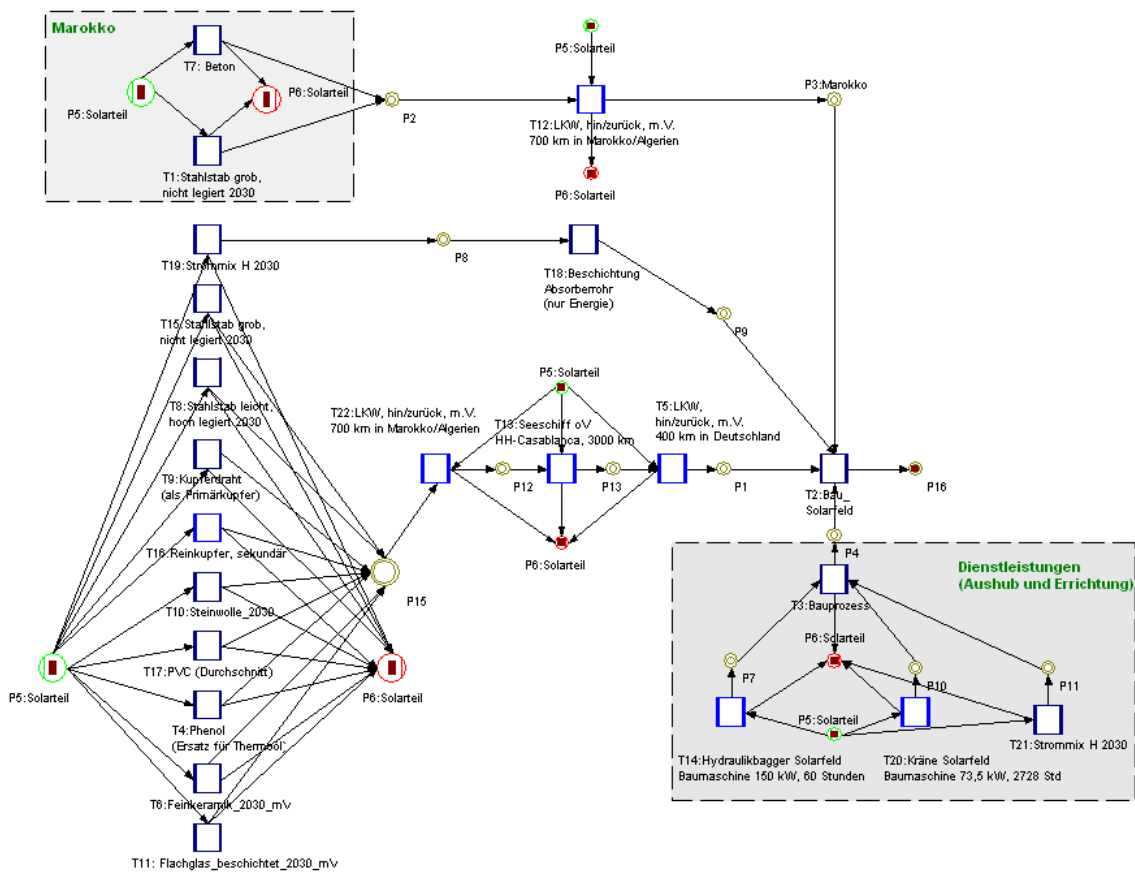 Marokko
T7: Beton
P5:Solarteil
P6:Solarteil
T1:Stahlstab grob,
nicht legiert 2030
P2
P5:Solarteil
T12:LKW, hin/zurück, m.V.
700 km in Marokko/Algerien
P6:Solarteil
P3:Marokko
T19:Strommix H 2030
P8
T18:Beschichtung
Absorberrohr
(nur Energie)
P9
T15:Stahlstab grob,
nicht legiert 2030
T8:Stahlstab leicht,
hoch legiert 2030
T9:Kupferdraht
(als Primärkupfer)
T16:Reinkupfer, sekundär
T10:Steinwolle_2030
T17:PVC (Durchschnitt)
T4:Phenol
(Ersatz für Thermoöl)
T6:Feinkeramik_2030_mV
T11: Flachglas_beschichtet_2030_mV
P5:Solarteil
P6:Solarteil
P15
T22:LKW, hin/zurück, m.V.
700 km in Marokko/Algerien
P5:Solarteil
T13:Seeschiff oV
HH-Casablanca, 3000 km
T5:LKW,
hin/zurück, m.V.
400 km in Deutschland
P12
P13
P1
P6:Solarteil
T2:Bau_
Solarfeld
P16
Dienstleistungen
(Aushub und Errichtung)
P4
T3:Bauprozess
P6:Solarteil
P7
P10
P11
P5:Solarteil
T14:Hydraulikbagger Solarfeld
Baumaschine 150 kW, 60 Stunden
T20:Kräne Solarfeld
Baumaschine 73,5 kW, 2728 Std
T21:Strommix H 2030